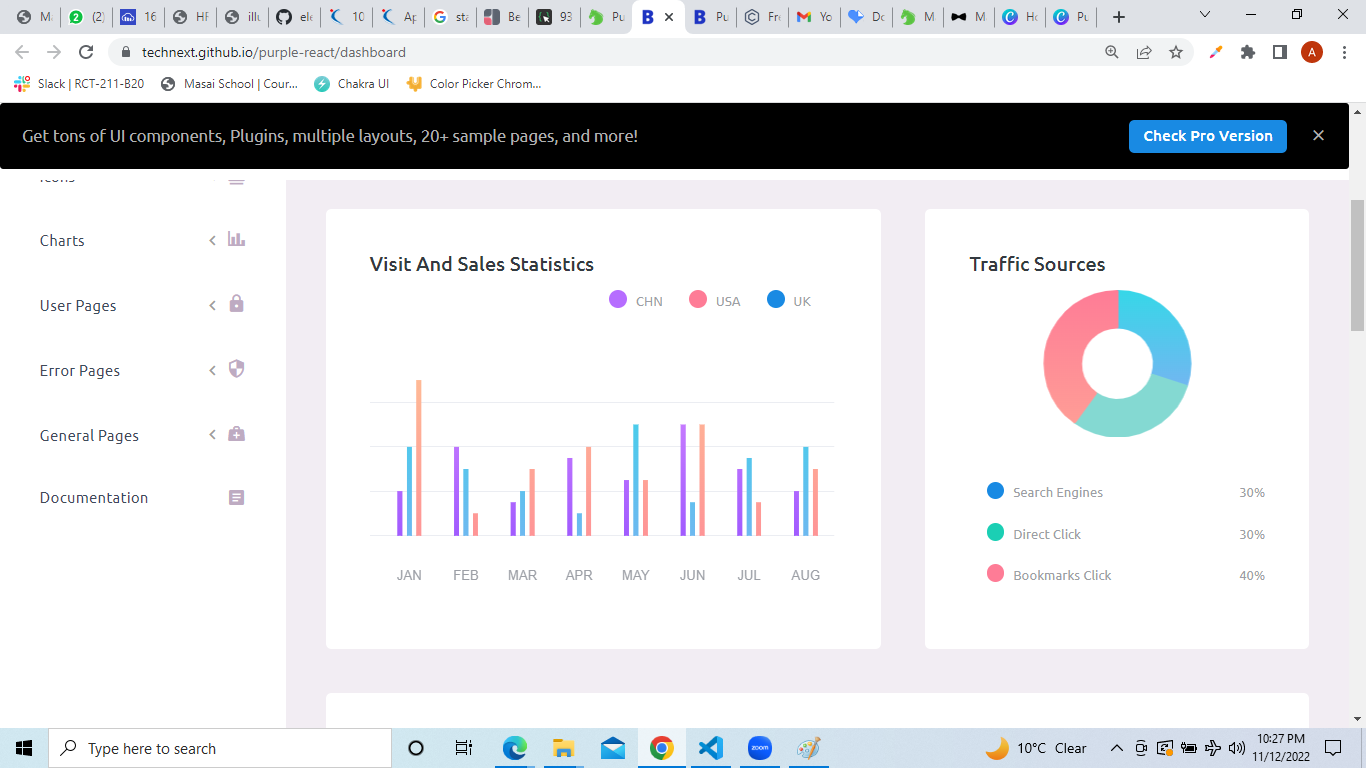 Ma
(2)
16
HR
illu
ele
10
Ap
sta
Be
93
Pu
Pu
Fre
Yo
Do
M
M
Ho
Pu
technext.github.io/purple-react/dashboard
A
Slack | RCT-211-B20
Masai School | Cour...
Chakra UI
Color Picker Chrom...
Get tons of UI components, Plugins, multiple layouts, 20+ sample pages, and more!
Check Pro Version
Icons
Charts
User Pages
Error Pages
General Pages
Documentation
Visit And Sales Statistics
CHN USA UK
JAN FEB MAR APR MAY JUN JUL AUG
Traffic Sources
Search Engines 30%
Direct Click 30%
Bookmarks Click 40%
Type here to search
zoom
10°C Clear
10:27 PM
11/12/2022